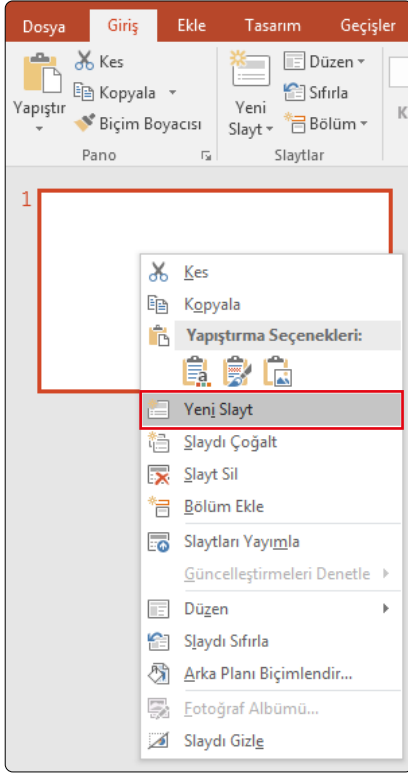 Dosya Giriş Ekle Tasarım Geçişler
Kes
Kopyala
Biçim Boyacısı
Yapıştır
Pano
Yeni
Slayt
Düzen
Sıfırla
Bölüm
Slaytlar
K
1
Kes
Kopyala
Yapıştırma Seçenekleri:
Yeni Slayt
Slaydı Çoğalt
Slayt Sil
Bölüm Ekle
Slaytları Yayımla
Güncelleştirmeleri Denetle
Düzen
Slaydı Sıfırla
Arka Planı Biçimlendir...
Fotoğraf Albümü...
Slaydı Gizle